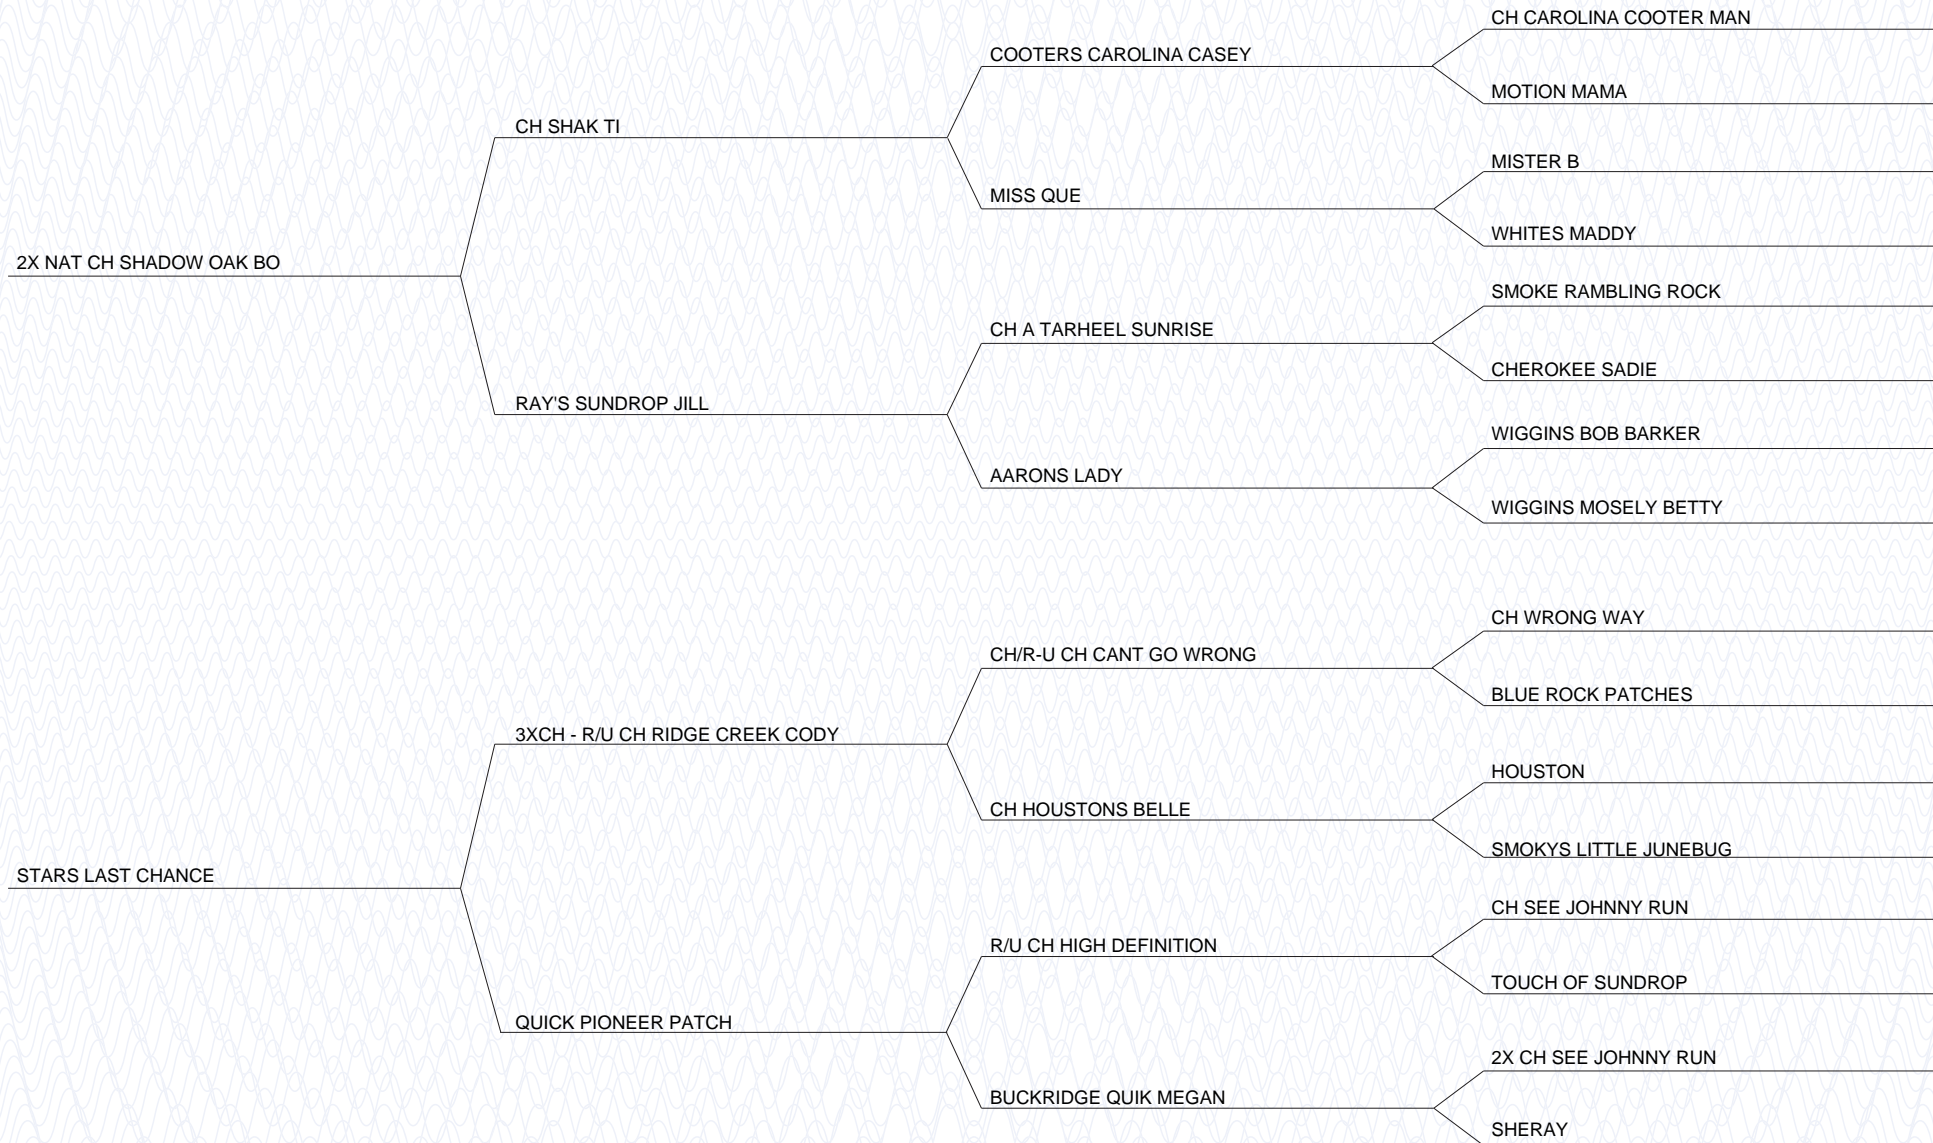 CH CAROLINA COOTER MAN
COOTERS CAROLINA CASEY
MOTION MAMA
CH SHAK TI
MISTER B
MISS QUE
WHITES MADDY
2X NAT CH SHADOW OAK BO
SMOKE RAMBLING ROCK
CH A TARHEEL SUNRISE
CHEROKEE SADIE
RAY'S SUNDROP JILL
WIGGINS BOB BARKER
AARONS LADY
WIGGINS MOSELY BETTY
CH WRONG WAY
CH/R-U CH CANT GO WRONG
BLUE ROCK PATCHES
3XCH - R/U CH RIDGE CREEK CODY
HOUSTON
CH HOUSTONS BELLE
SMOKYS LITTLE JUNEBUG
STARS LAST CHANCE
CH SEE JOHNNY RUN
R/U CH HIGH DEFINITION
TOUCH OF SUNDROP
QUICK PIONEER PATCH
2X CH SEE JOHNNY RUN
BUCKRIDGE QUIK MEGAN
SHERAY